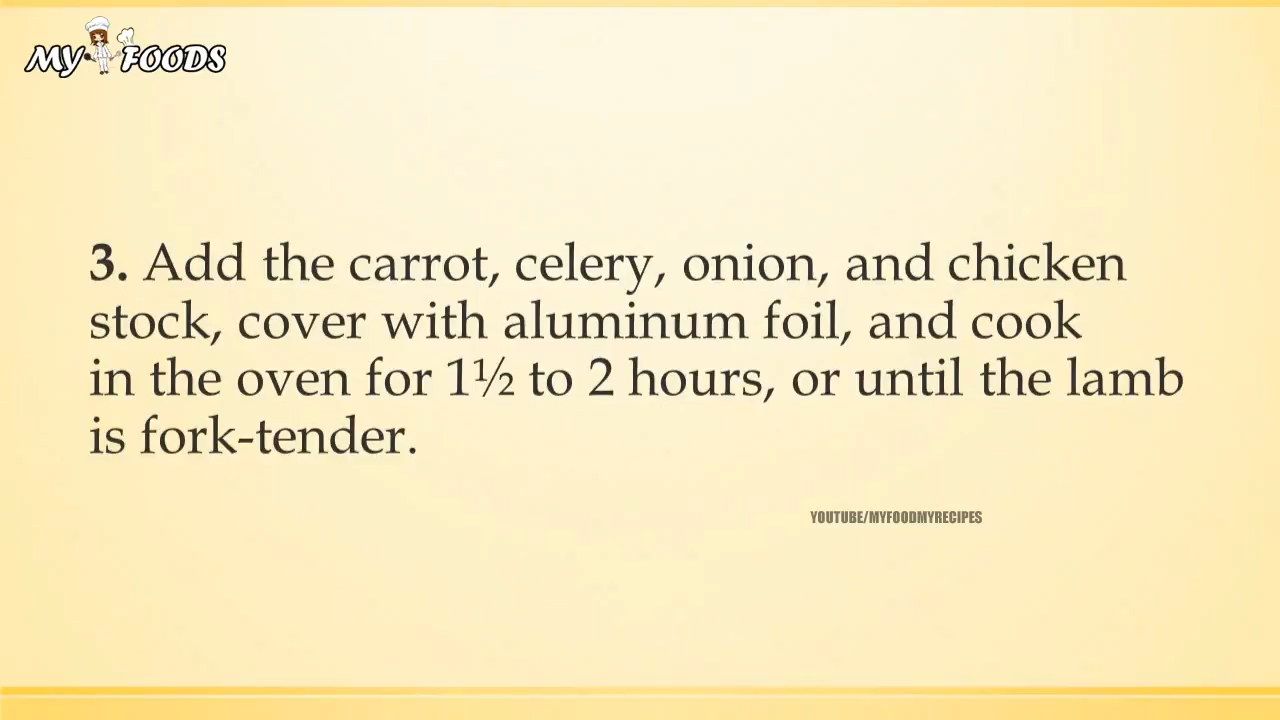 MY FOODS
3. Add the carrot, celery, onion, and chicken
stock, cover with aluminum foil, and cook
in the oven for 1½ to 2 hours, or until the lamb
is fork-tender.
YOUTUBE/MYFOODMYRECIPES